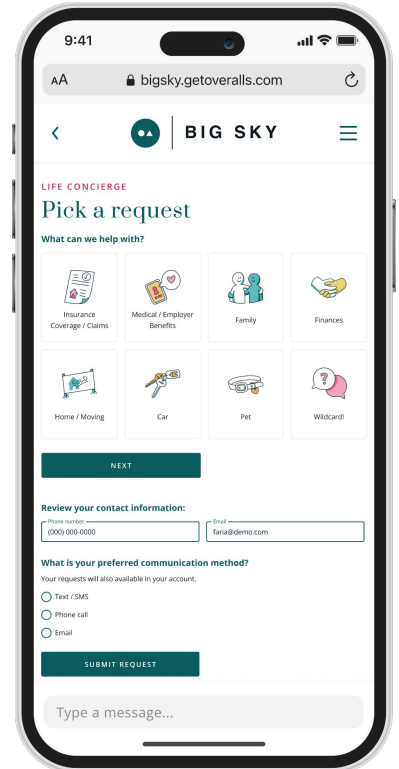 9:41
AA bigsky.getoveralls.com
BIG SKY
LIFE CONCIERGE
Pick a request
What can we help with?
Insurance
Coverage / Claims
Medical / Employer
Benefits
Family
Finances
Home / Moving
Car
Pet
?
Wildcard!
NEXT
Review your contact information:
Phone number
(000) 000-0000
Email
faria@demo.com
What is your preferred communication method?
Your requests will also available in your account.
Text / SMS
Phone call
Email
SUBMIT REQUEST
Type a message...